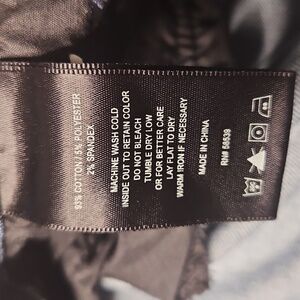 93% COTTON / 5% POLYESTER
2% SPANDEX
MACHINE WASH COLD
INSIDE OUT TO RETAIN COLOR
DO NOT BLEACH
TUMBLE DRY LOW
OR FOR BETTER CARE
LAY FLAT TO DRY
WARM IRON IF NECESSARY
MADE IN CHINA
RN# 58539